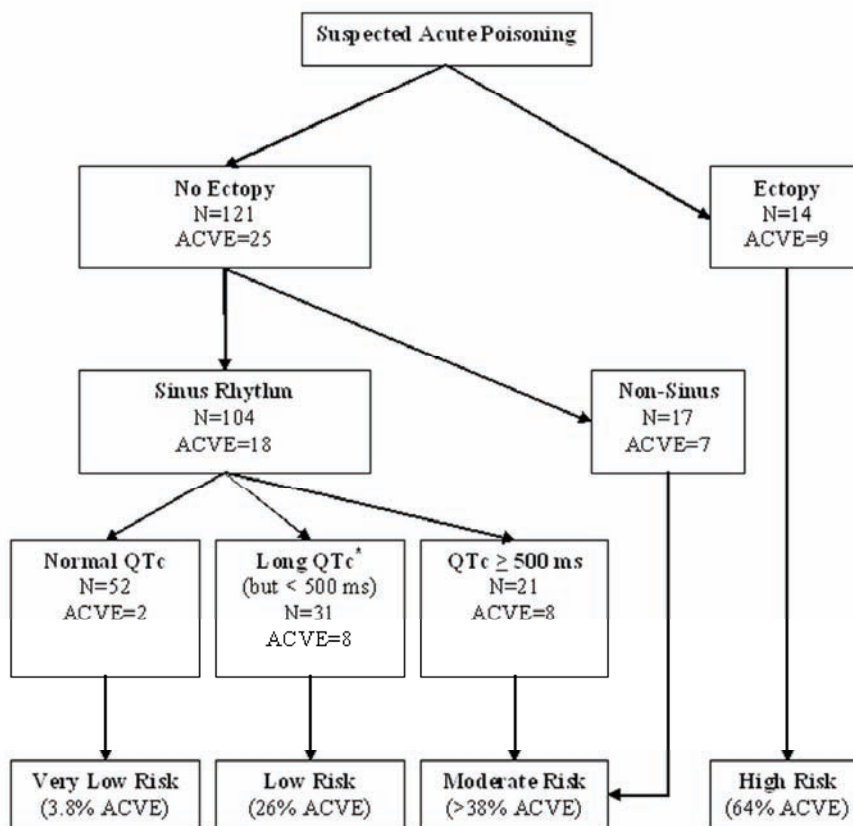 Suspected Acute Poisoning
No Ectopy
N=121
ACVE=25
Ectopy
N=14
ACVE=9
Sinus Rhythm
N=104
ACVE=18
Non-Sinus
N=17
ACVE=7
Normal QTc
N=52
ACVE=2
Long QTc*
(but < 500 ms)
N=31
ACVE=8
QTc ≥ 500 ms
N=21
ACVE=8
Very Low Risk
(3.8% ACVE)
Low Risk
(26% ACVE)
Moderate Risk
(>38% ACVE)
High Risk
(64% ACVE)